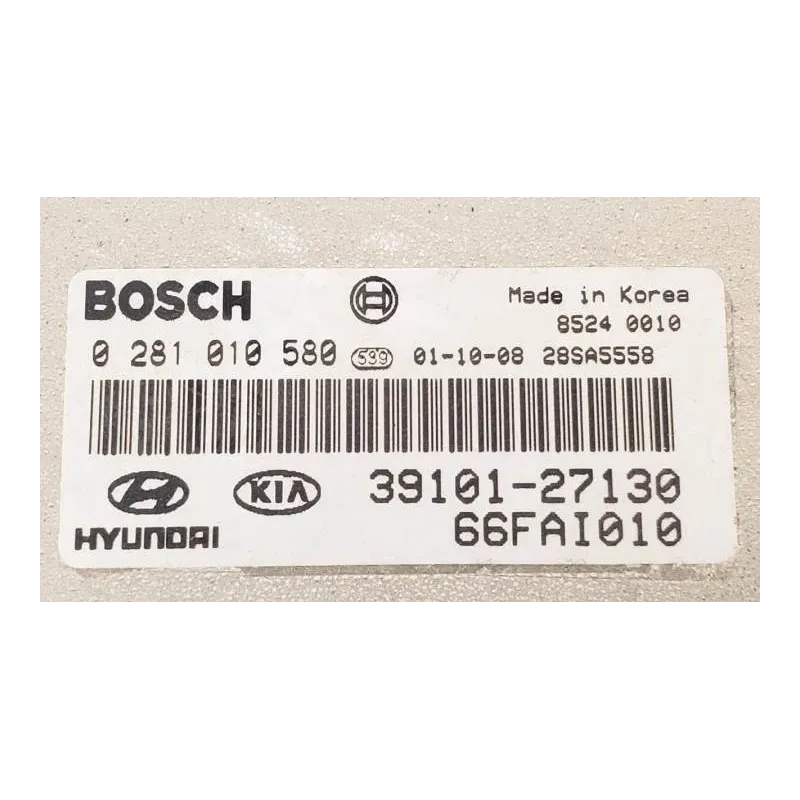 BOSCH
Made in Korea
8524 0010
0 281 010 580 539 01-10-08 28SA5558
KIA 39101-27130
HYUNDAI 66FAI010